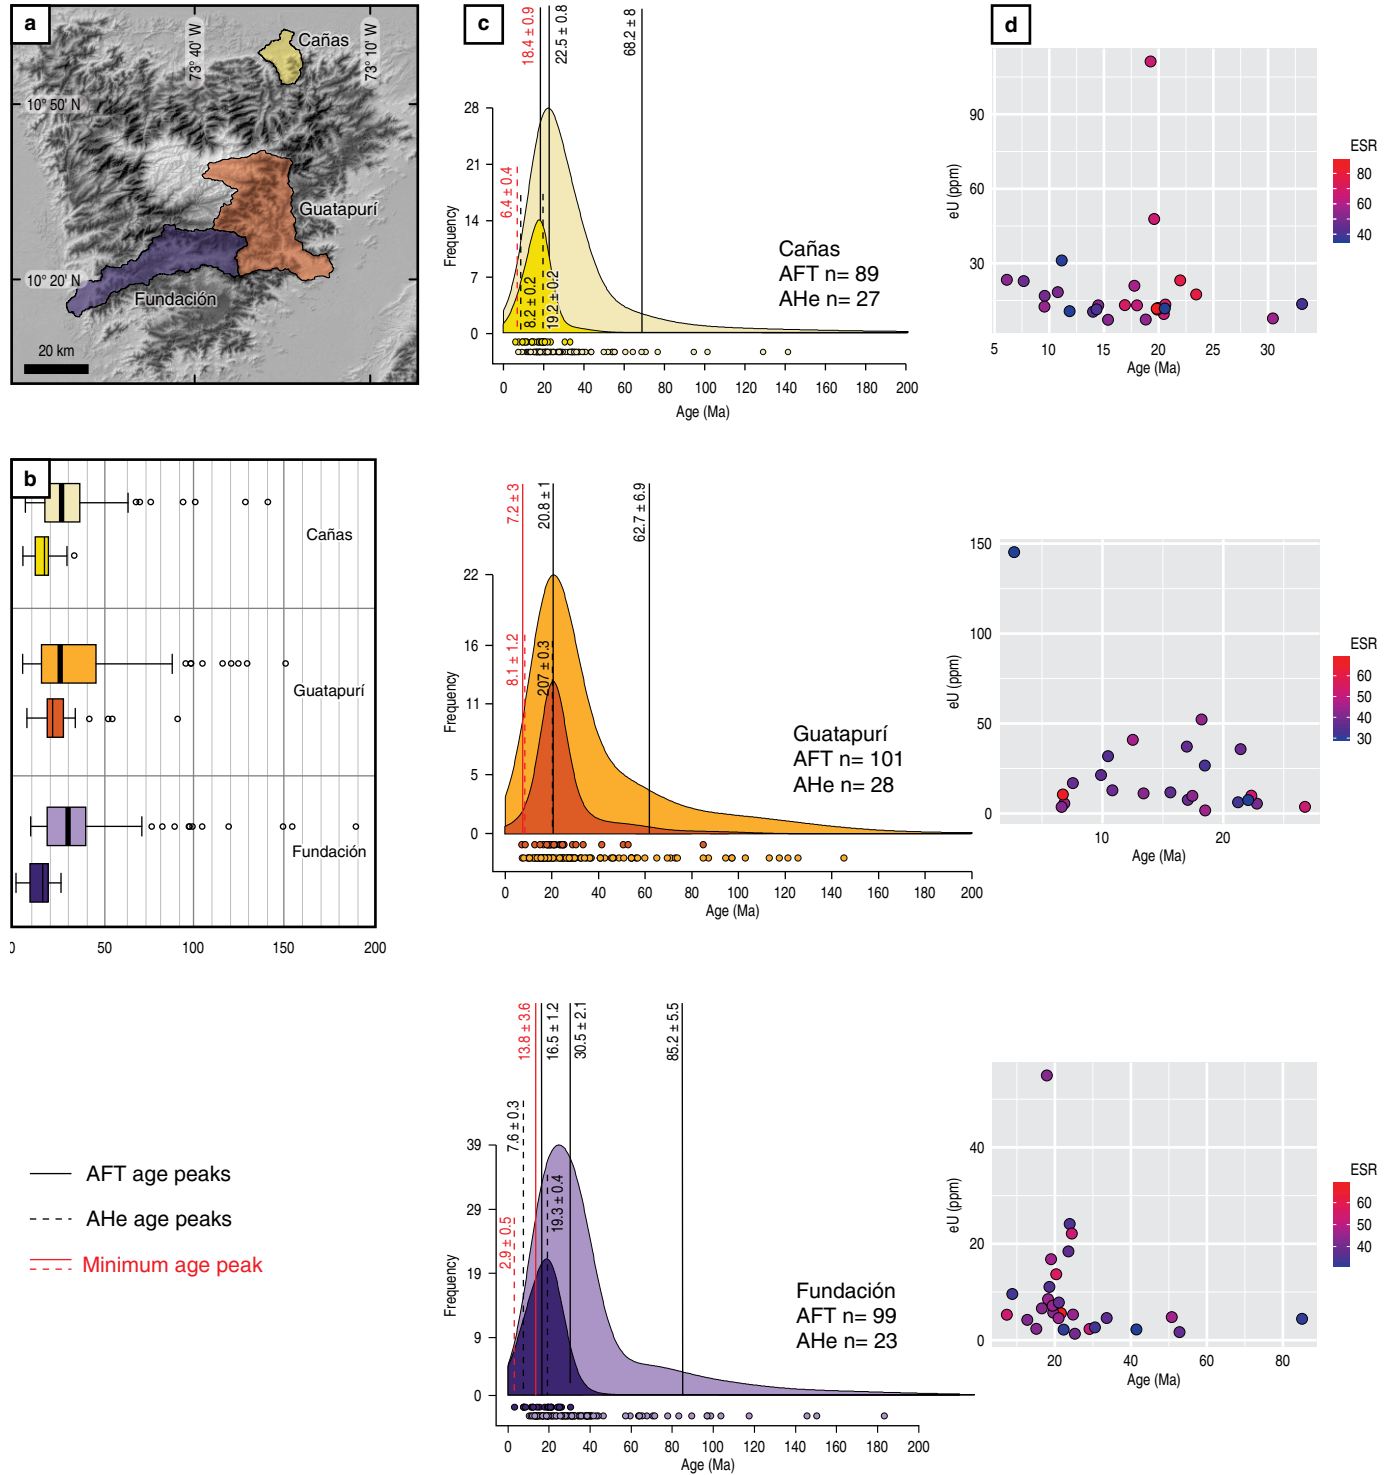 a
73° 40' W
73° 10' W
Cañas
10° 50' N
Guatapurí
10° 20' N
Fundación
20 km
b
Cañas
Guatapurí
Fundación
0 50 100 150 200
AFT age peaks
AHe age peaks
Minimum age peak
c
18.4 ± 0.9
22.5 ± 0.8
68.2 ± 8
6.4 ± 0.4
8.2 ± 0.2
19.2 ± 0.2
Frequency
28
21
14
7
0
Cañas
AFT n= 89
AHe n= 27
0 20 40 60 80 100 120 140 160 180 200
Age (Ma)
7.2 ± 3
20.8 ± 1
62.7 ± 6.9
8.1 ± 1.2
207 ± 0.3
Frequency
22
16
11
5
0
Guatapurí
AFT n= 101
AHe n= 28
0 20 40 60 80 100 120 140 160 180 200
Age (Ma)
13.8 ± 3.6
16.5 ± 1.2
30.5 ± 2.1
85.2 ± 5.5
7.6 ± 0.3
2.9 ± 0.5
19.3 ± 0.4
Frequency
39
29
19
9
0
Fundación
AFT n= 99
AHe n= 23
0 20 40 60 80 100 120 140 160 180 200
Age (Ma)
d
eU (ppm)
90
60
30
5 10 15 20 25 30
Age (Ma)
ESR
80
60
40
eU (ppm)
150
100
50
0
10 20
Age (Ma)
ESR
60
50
40
30
eU (ppm)
40
20
0
20 40 60 80
Age (Ma)
ESR
60
50
40